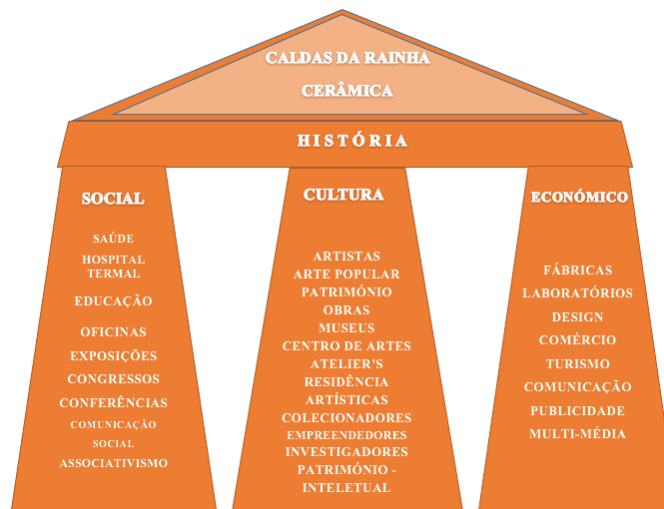 CALDAS DA RAINHA
CERÂMICA
HISTÓRIA
SOCIAL
SAÚDE
HOSPITAL
TERMAL
EDUCAÇÃO
OFICINAS
EXPOSIÇÕES
CONGRESSOS
CONFERÊNCIAS
COMUNICAÇÃO
SOCIAL
ASSOCIATIVISMO
CULTURA
ARTISTAS
ARTE POPULAR
PATRIMÓNIO
OBRAS
MUSEUS
CENTRO DE ARTES
ATELIER'S
RESIDÊNCIA
ARTÍSTICAS
COLECIONADORES
EMPREENDEDORES
INVESTIGADORES
PATRIMÓNIO -
INTELETUAL
ECONÓMICO
FÁBRICAS
LABORATÓRIOS
DESIGN
COMÉRCIO
TURISMO
COMUNICAÇÃO
PUBLICIDADE
MULTI-MÉDIA